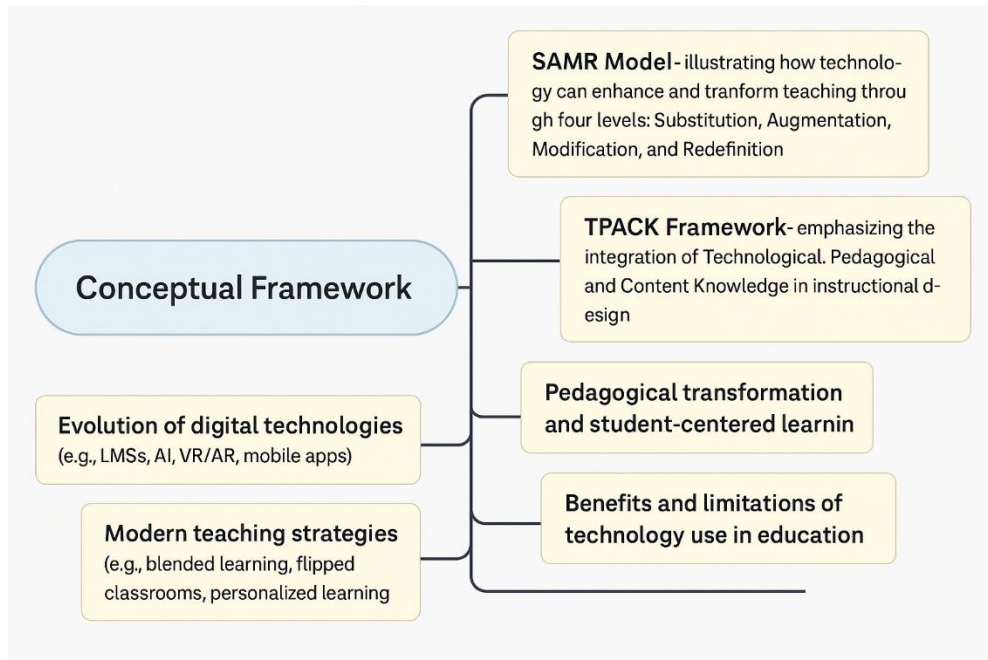 SAMR Model- illustrating how technolo-
gy can enhance and tranform teaching throu
gh four levels: Substitution, Augmentation,
Modification, and Redefinition
TPACK Framework- emphasizing the
integration of Technological. Pedagogical
and Content Knowledge in instructional d-
esign
Conceptual Framework
Pedagogical transformation
and student-centered learnin
Evolution of digital technologies
(e.g., LMSs, AI, VR/AR, mobile apps)
Benefits and limitations of
technology use in education
Modern teaching strategies
(e.g., blended learning, flipped
classrooms, personalized learning